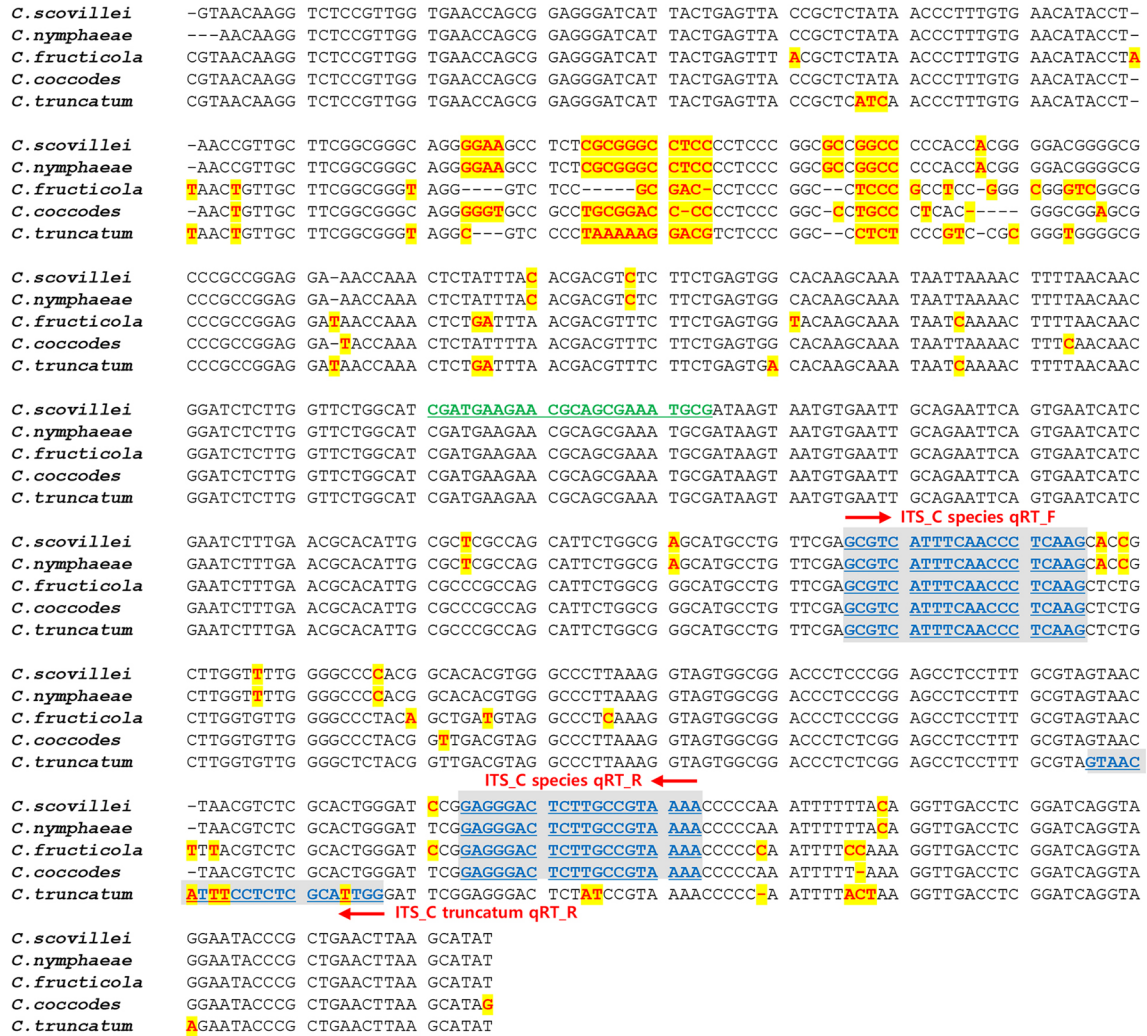 C.scovillei -GTAACAAGG TCTCCGTTGG TGAACCAGCG GAGGGATCAT TACTGAGTTA CCGCTCTATA ACCCTTTGTG AACATACCT-
C.nymphaeae ---AACAAGG TCTCCGTTGG TGAACCAGCG GAGGGATCAT TACTGAGTTA CCGCTCTATA ACCCTTTGTG AACATACCT-
C.fructicola CGTAACAAGG TCTCCGTTGG TGAACCAGCG GAGGGATCAT TACTGAGTTT ACGCTCTATA ACCCTTTGTG AACATACCTA
C.coccodes CGTAACAAGG TCTCCGTTGG TGAACCAGCG GAGGGATCAT TACTGAGTTA CCGCTCTATA ACCCTTTGTG AACATACCT-
C.truncatum CGTAACAAGG TCTCCGTTGG TGAACCAGCG GAGGGATCAT TACTGAGTTA CCGCTCATCA ACCCTTTGTG AACATACCT-
C.scovillei -AACCGTTGC TTCGGCGGGC AGGGGAAGCC TCTCGCGGGC CTCCCCTCCC GGCGCCGGCC CCCACCACGG GGACGGGGCG
C.nymphaeae -AACCGTTGC TTCGGCGGGC AGGGGAAGCC TCTCGCGGGC CTCCCCTCCC GGCGCCGGCC CCCACCACGG GGACGGGGCG
C.fructicola TAACTGTTGC TTCGGCGGGT AGG----GTC TCC-----GC GAC-CTCCCC GGC--CTCCC GCCTCC-GGG CGGGTCGGCG
C.coccodes -AACTGTTGC TTCGGCGGGC AGGGGGTGCC GCCTGCGGAC C-CCCCTCCC GGC-CCTGCC CTCAC----G GGCGGAGCG
C.truncatum TAACTGTTGC TTCGGCGGGT AGGC---GTC CCCTAAAAAG GACGTCTCCC GGC--CCTCT CCCGTC-CGC GGGTGGGGCG
C.scovillei CCCGCCGGAG GA-AACCAAA CTCTATTTAC ACGACGTCTC TTCTGAGTGG CACAAGCAAA TAATTAAAAC TTTTAACAAC
C.nymphaeae CCCGCCGGAG GA-AACCAAA CTCTATTTAC ACGACGTCTC TTCTGAGTGG CACAAGCAAA TAATTAAAAC TTTTAACAAC
C.fructicola CCCGCCGGAG GATAACCAAA CTCTGATTTA ACGACGTTTC TTCTGAGTGG TACAAGCAAA TAATCAAAAC TTTTAACAAC
C.coccodes CCCGCCGGAG GA-TACCAAA CTCTATTTTA ACGACGTTTC TTCTGAGTGG CACAAGCAAA TAATTAAAAC TTTCAACAAC
C.truncatum CCCGCCGGAG GATAACCAAA CTCTGATTTA ACGACGTTTC TTCTGAGTGA CACAAGCAAA TAATCAAAAC TTTTAACAAC
C.scovillei GGATCTCTTG GTTCTGGCAT CGATGAAGAA CGCAGCGAAA TGCGATAAGT AATGTGAATT GCAGAATTCA GTGAATCATC
C.nymphaeae GGATCTCTTG GTTCTGGCAT CGATGAAGAA CGCAGCGAAA TGCGATAAGT AATGTGAATT GCAGAATTCA GTGAATCATC
C.fructicola GGATCTCTTG GTTCTGGCAT CGATGAAGAA CGCAGCGAAA TGCGATAAGT AATGTGAATT GCAGAATTCA GTGAATCATC
C.coccodes GGATCTCTTG GTTCTGGCAT CGATGAAGAA CGCAGCGAAA TGCGATAAGT AATGTGAATT GCAGAATTCA GTGAATCATC
C.truncatum GGATCTCTTG GTTCTGGCAT CGATGAAGAA CGCAGCGAAA TGCGATAAGT AATGTGAATT GCAGAATTCA GTGAATCATC
ITS_C species qRT_F
C.scovillei GAATCTTTGA ACGCACATTG CGCTCGCCAG CATTCTGGCG AGCATGCCTG TTCGAGCGTC ATTTCAACCC TCAAGCACCG
C.nymphaeae GAATCTTTGA ACGCACATTG CGCTCGCCAG CATTCTGGCG AGCATGCCTG TTCGAGCGTC ATTTCAACCC TCAAGCACCG
C.fructicola GAATCTTTGA ACGCACATTG CGCCCGCCAG CATTCTGGCG GGCATGCCTG TTCGAGCGTC ATTTCAACCC TCAAGCTCTG
C.coccodes GAATCTTTGA ACGCACATTG CGCCCGCCAG CATTCTGGCG GGCATGCCTG TTCGAGCGTC ATTTCAACCC TCAAGCTCTG
C.truncatum GAATCTTTGA ACGCACATTG CGCCCGCCAG CATTCTGGCG GGCATGCCTG TTCGAGCGTC ATTTCAACCC TCAAGCTCTG
C.scovillei CTTGGTTTTG GGGCCCCACG GCACACGTGG GCCCTTAAAG GTAGTGGCGG ACCCTCCCGG AGCCTCCTTT GCGTAGTAAC
C.nymphaeae CTTGGTTTTG GGGCCCCACG GCACACGTGG GCCCTTAAAG GTAGTGGCGG ACCCTCCCGG AGCCTCCTTT GCGTAGTAAC
C.fructicola CTTGGTGTTG GGGCCCTACA GCTGATGTAG GCCCTCAAAG GTAGTGGCGG ACCCTCCCGG AGCCTCCTTT GCGTAGTAAC
C.coccodes CTTGGTGTTG GGGCCCTACG GTTGACGTAG GCCCTTAAAG GTAGTGGCGG ACCCTCTCGG AGCCTCCTTT GCGTAGTAAC
C.truncatum CTTGGTGTTG GGGCTCTACG GTTGACGTAG GCCCTTAAAG GTAGTGGCGG ACCCTCCCGG AGCCTCCTTT GCGTAGTAAC
ITS_C species qRT_R
C.scovillei -TAACGTCTC GCACTGGGAT CCGGAGGGAC TCTTGCCGTA AAACCCCCAA ATTTTTTACA GGTTGACCTC GGATCAGGTA
C.nymphaeae -TAACGTCTC GCACTGGGAT TCGGAGGGAC TCTTGCCGTA AAACCCCCAA ATTTTTTACA GGTTGACCTC GGATCAGGTA
C.fructicola TTTACGTCTC GCACTGGGAT CCGGAGGGAC TCTTGCCGTA AAACCCCCCA ATTTTCCAAA GGTTGACCTC GGATCAGGTA
C.coccodes -TAACGTCTC GCACTGGGAT TCGGAGGGAC TCTTGCCGTA AAACCCCCAA ATTTTT-AAA GGTTGACCTC GGATCAGGTA
C.truncatum ATTTCCTCTC GCATTGGGAT TCGGAGGGAC TCTATCCGTA AAACCCCC-A ATTTTACTAA GGTTGACCTC GGATCAGGTA
ITS_C truncatum qRT_R
C.scovillei GGAATACCCG CTGAACTTAA GCATAT
C.nymphaeae GGAATACCCG CTGAACTTAA GCATAT
C.fructicola GGAATACCCG CTGAACTTAA GCATAT
C.coccodes GGAATACCCG CTGAACTTAA GCATAG
C.truncatum AGAATACCCG CTGAACTTAA GCATAT